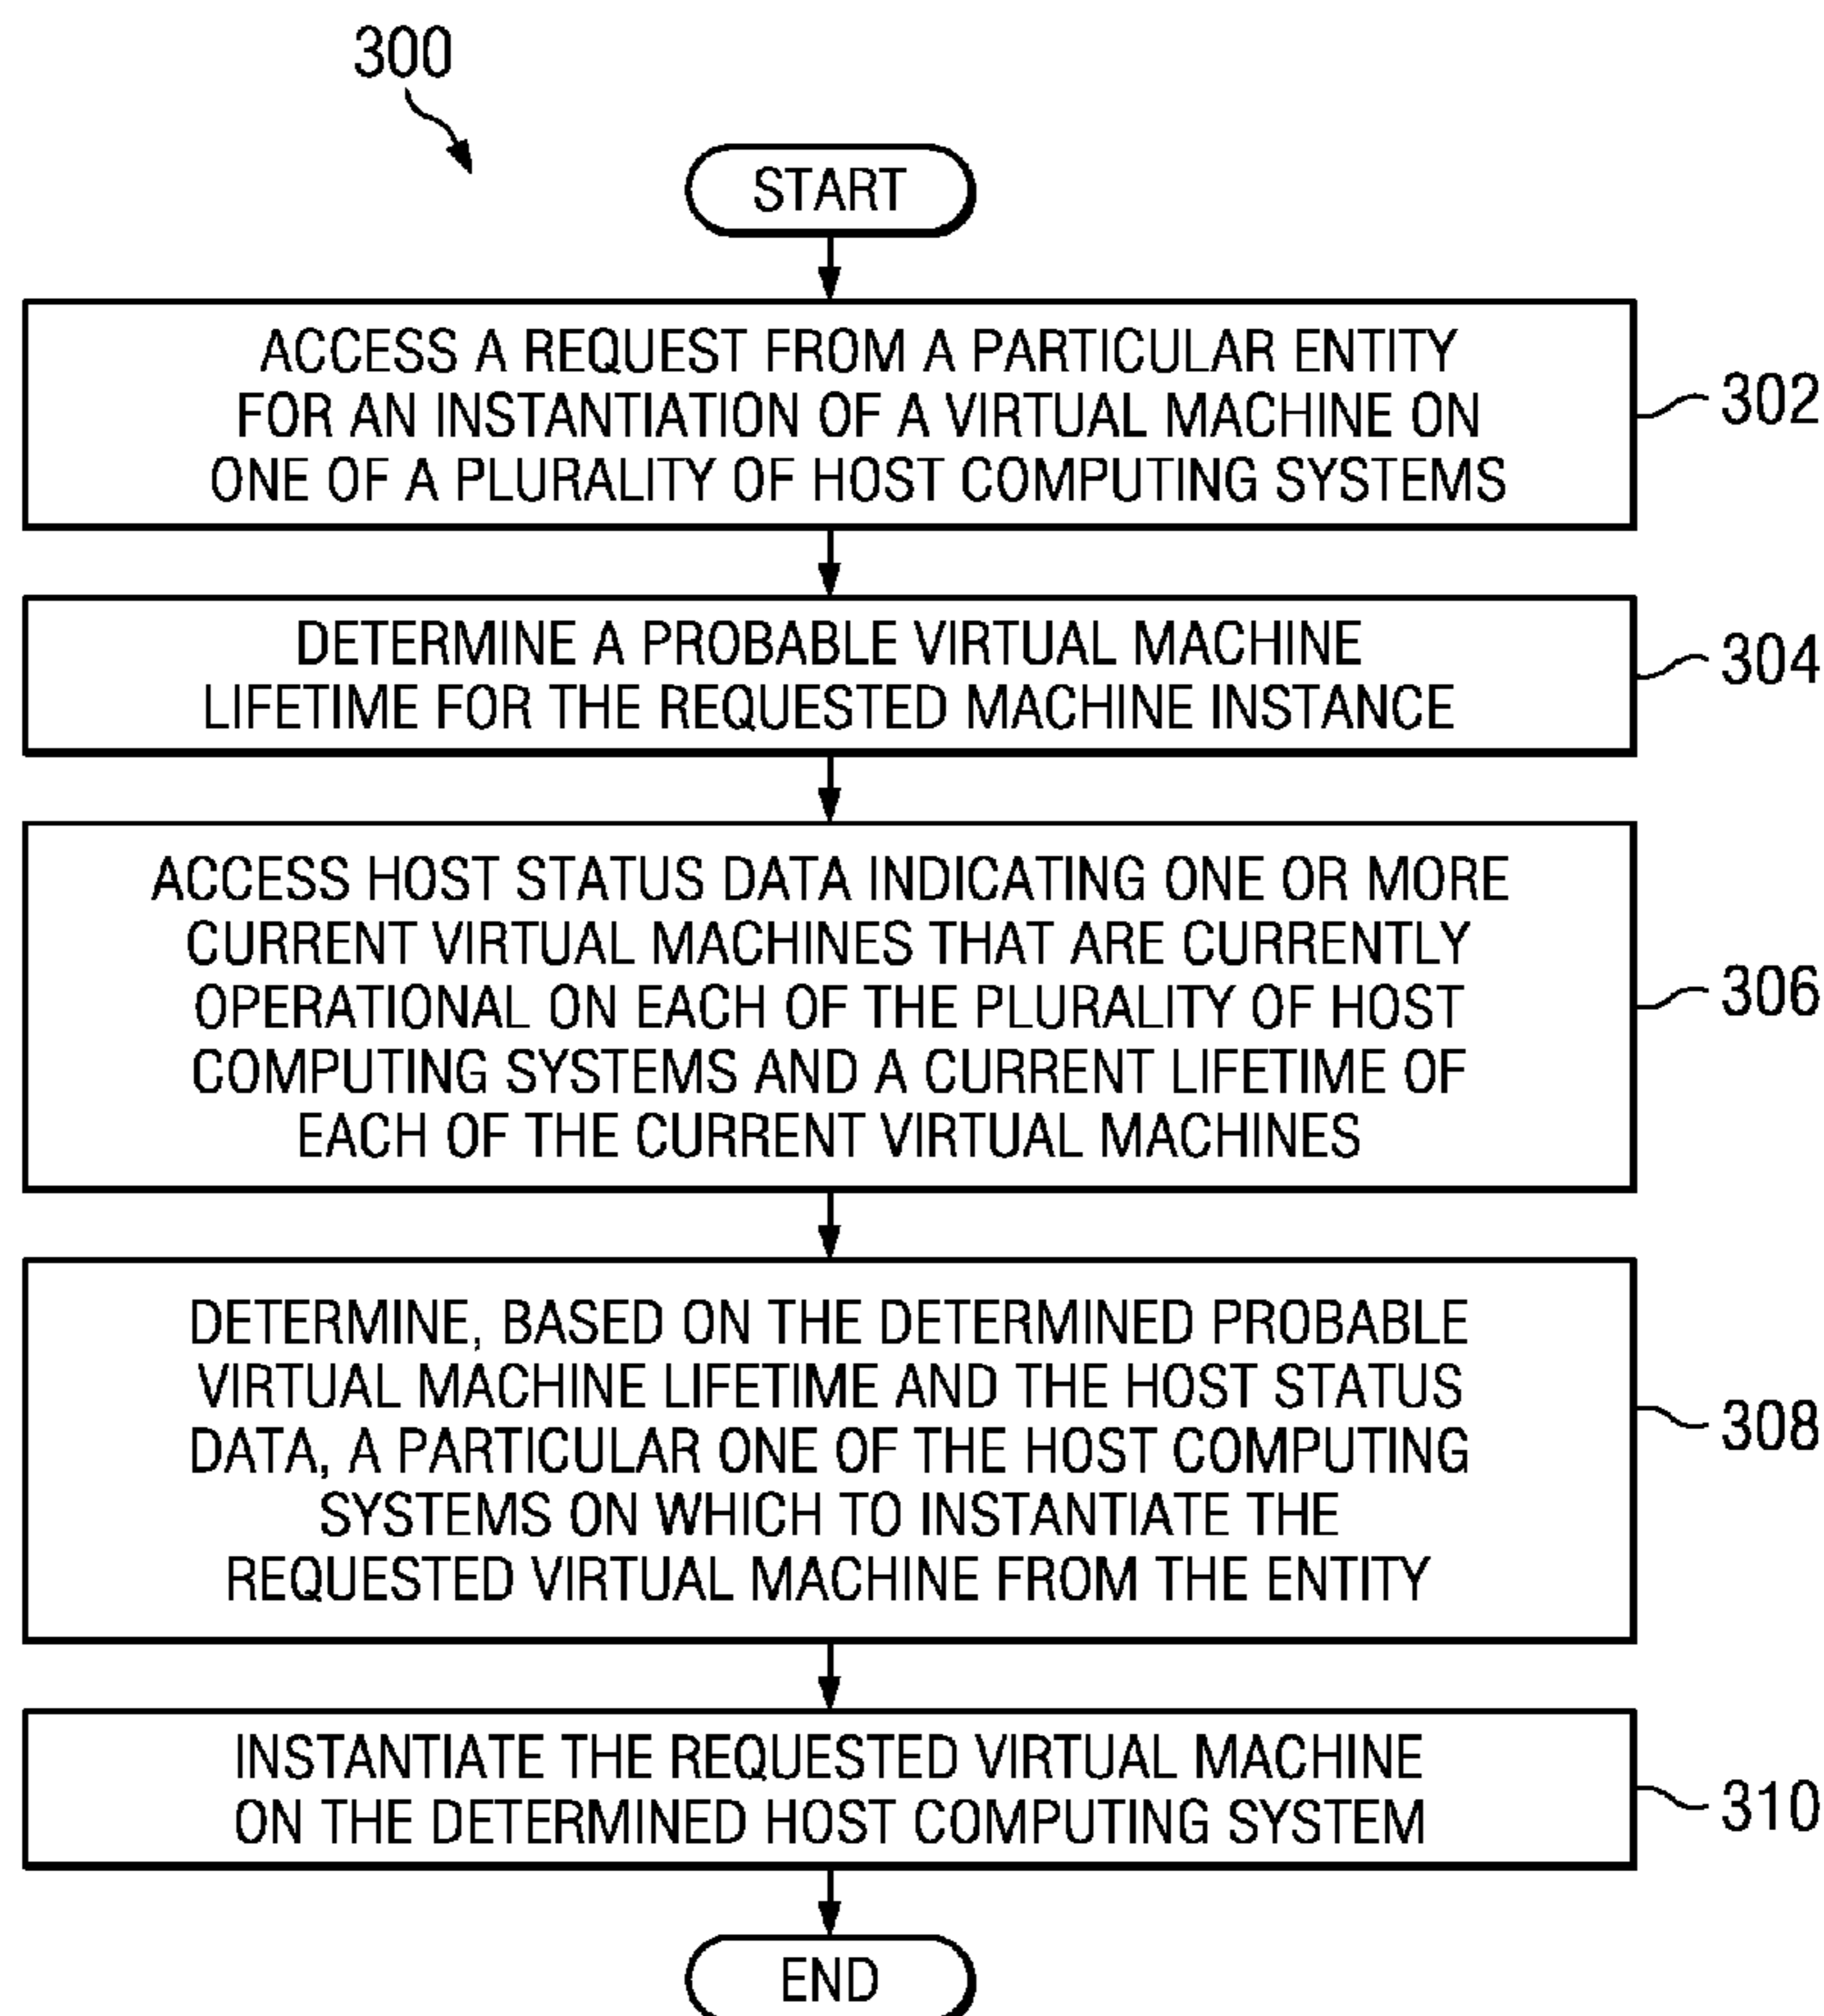 300
START
ACCESS A REQUEST FROM A PARTICULAR ENTITY
FOR AN INSTANTIATION OF A VIRTUAL MACHINE ON
ONE OF A PLURALITY OF HOST COMPUTING SYSTEMS
302
DETERMINE A PROBABLE VIRTUAL MACHINE
LIFETIME FOR THE REQUESTED MACHINE INSTANCE
304
ACCESS HOST STATUS DATA INDICATING ONE OR MORE
CURRENT VIRTUAL MACHINES THAT ARE CURRENTLY
OPERATIONAL ON EACH OF THE PLURALITY OF HOST
COMPUTING SYSTEMS AND A CURRENT LIFETIME OF
EACH OF THE CURRENT VIRTUAL MACHINES
306
DETERMINE, BASED ON THE DETERMINED PROBABLE
VIRTUAL MACHINE LIFETIME AND THE HOST STATUS
DATA, A PARTICULAR ONE OF THE HOST COMPUTING
SYSTEMS ON WHICH TO INSTANTIATE THE
REQUESTED VIRTUAL MACHINE FROM THE ENTITY
308
INSTANTIATE THE REQUESTED VIRTUAL MACHINE
ON THE DETERMINED HOST COMPUTING SYSTEM
310
END